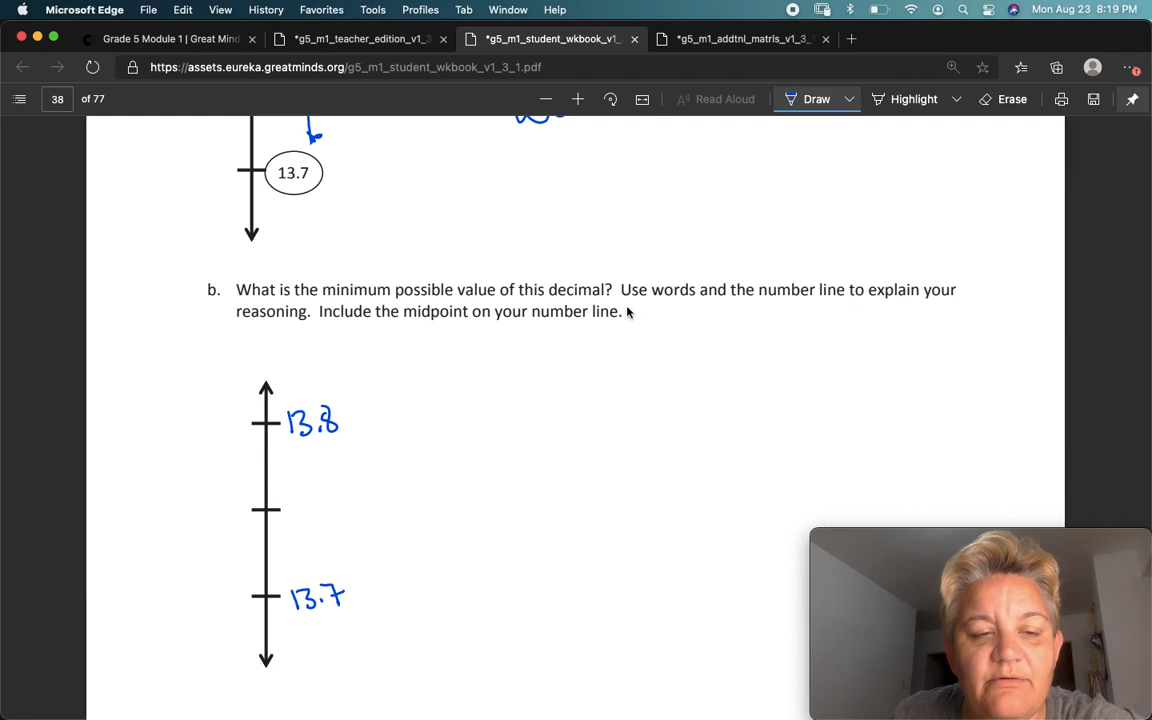 Microsoft Edge File Edit View History Favorites Tools Profiles Tab Window Help Mon Aug 23 8:19 PM
Grade 5 Module 1 | Great Mind *g5_m1_teacher_edition_v1_3 *g5_m1_student_wkbook_v1_ *g5_m1_addtnl_matrls_v1_3_
https://assets.eureka.greatminds.org/g5_m1_student_wkbook_v1_3_1.pdf
38 of 77 Read Aloud Draw Highlight Erase
13.7
b. What is the minimum possible value of this decimal? Use words and the number line to explain your
reasoning. Include the midpoint on your number line.
13.8
13.7